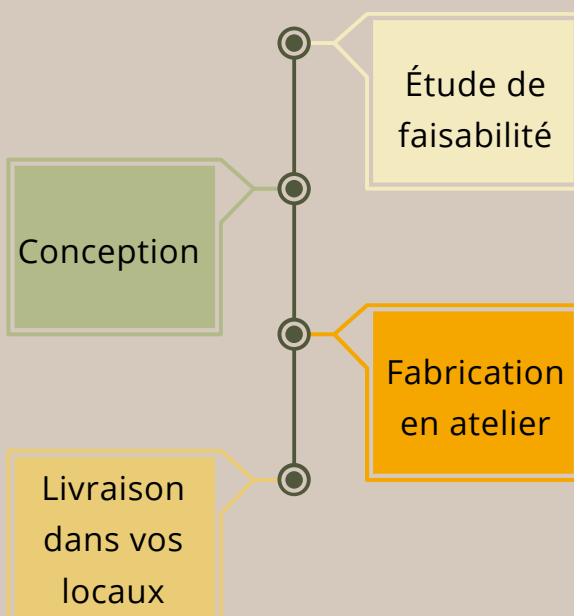 Étude de
faisabilité
Conception
Fabrication
en atelier
Livraison
dans vos
locaux